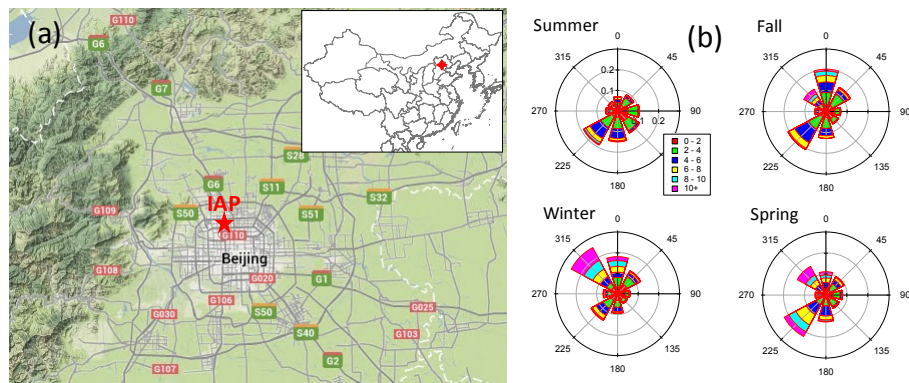 (a)
G110
G6
G7
S28
G6
S11
S32
IAP
G109
S50
S51
G110
Beijing
G108
G020
G1
G106
G025
G030
S50
S40
G103
G2
G107
(b)
Summer
0
315
45
0.2
0.1
270
90
0.1 0.2
225
135
180
0 - 2
2 - 4
4 - 6
6 - 8
8 - 10
10+
Fall
0
315
45
270
90
225
135
180
Winter
0
315
45
270
90
225
135
180
Spring
0
315
45
270
90
225
135
180